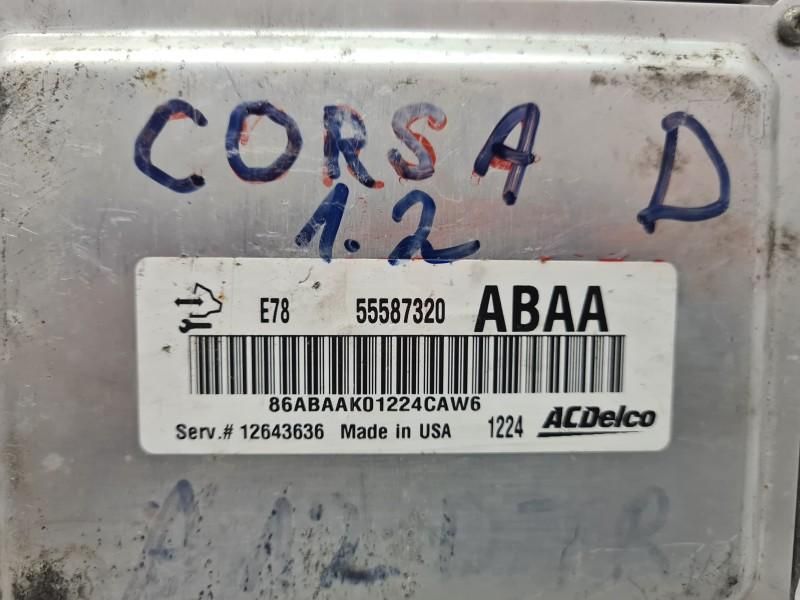 CORSA D
1.2
E78 55587320 ABAA
86ABAAK01224CAW6
Serv.# 12643636 Made in USA 1224 ACDelco